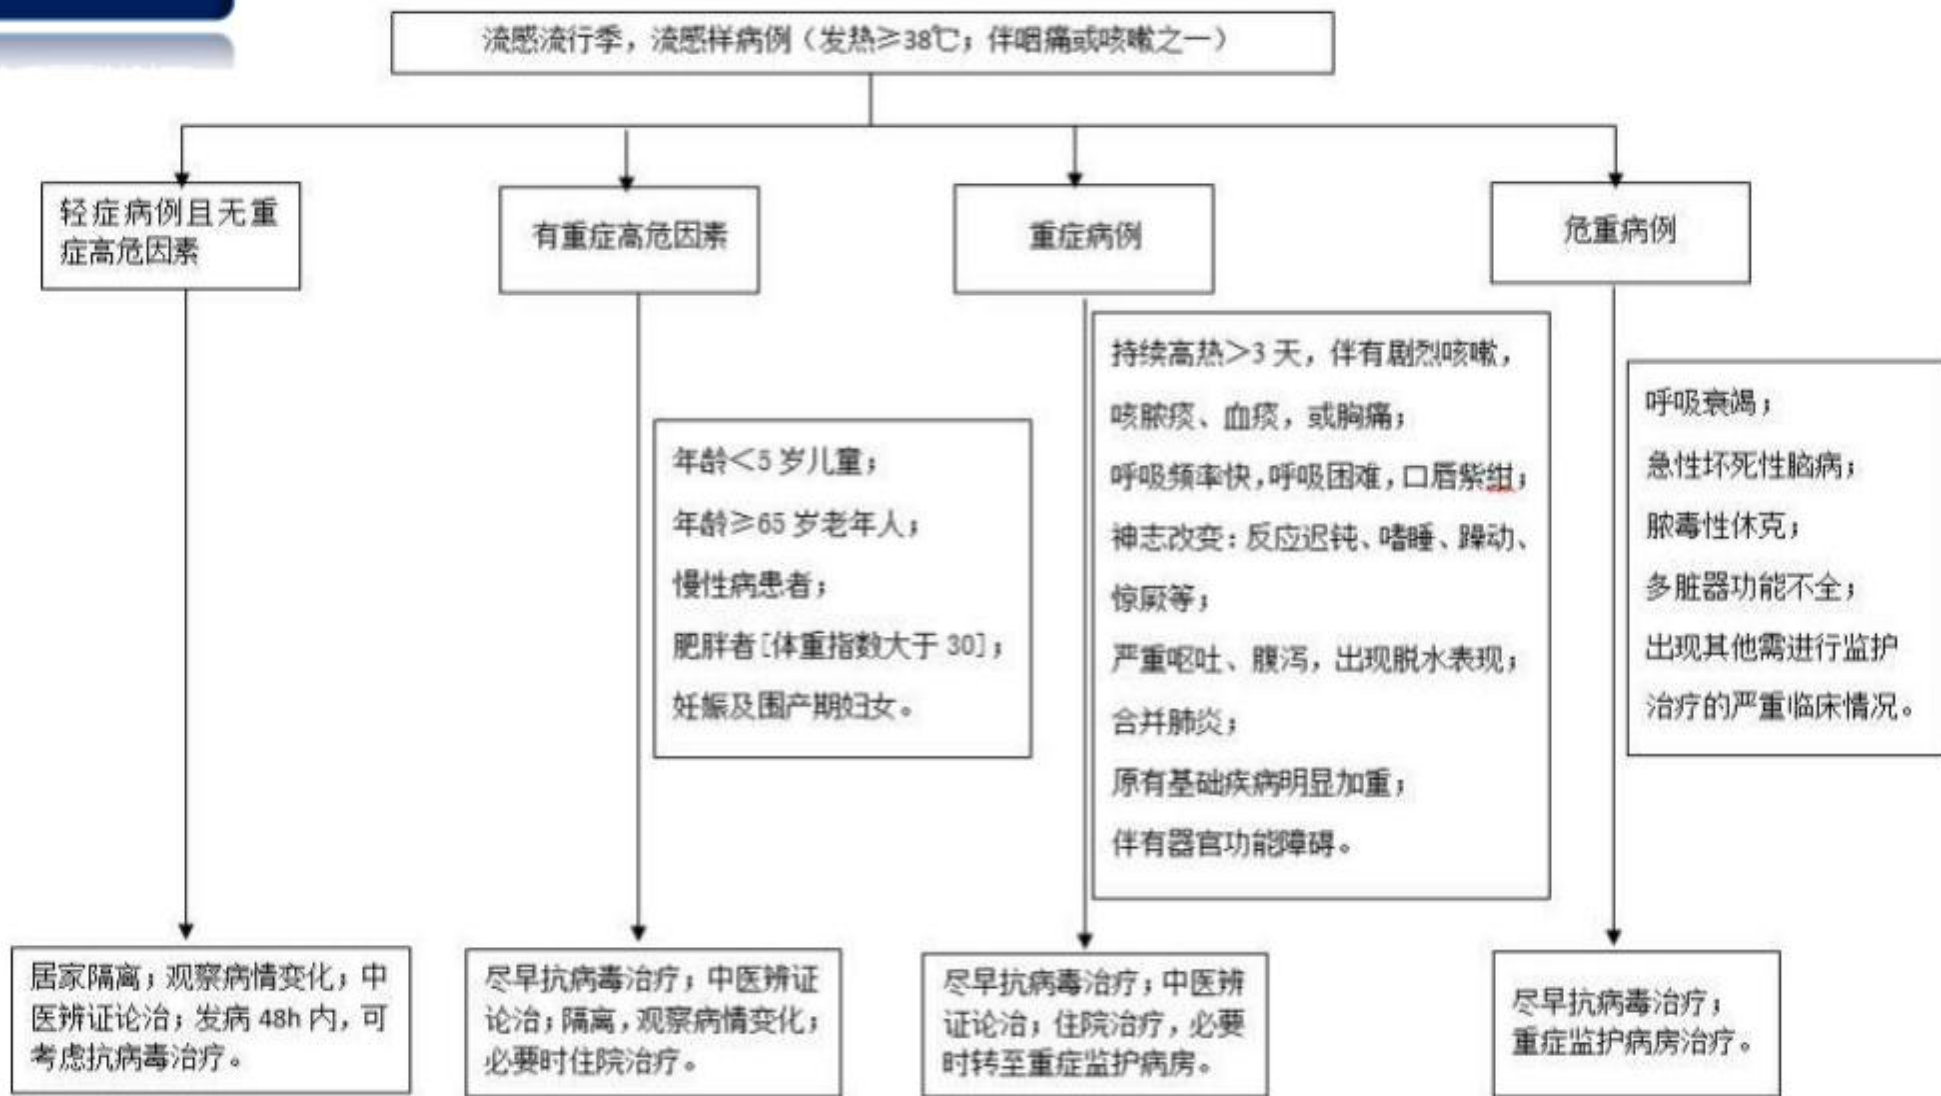 流感流行季，流感样病例（发热≥38℃；伴咽痛或咳嗽之一）
轻症病例且无重
症高危因素
有重症高危因素
重症病例
危重病例
年龄＜5岁儿童；
年龄≥65岁老年人；
慢性病患者；
肥胖者[体重指数大于30]；
妊娠及围产期妇女。
持续高热＞3天，伴有剧烈咳嗽，
咳脓痰、血痰，或胸痛；
呼吸频率快，呼吸困难，口唇紫绀；
神志改变：反应迟钝、嗜睡、躁动、
惊厥等；
严重呕吐、腹泻，出现脱水表现；
合并肺炎；
原有基础疾病明显加重；
伴有器官功能障碍。
呼吸衰竭；
急性坏死性脑病；
脓毒性休克；
多脏器功能不全；
出现其他需进行监护
治疗的严重临床情况。
居家隔离；观察病情变化；中
医辨证论治；发病48h内，可
考虑抗病毒治疗。
尽早抗病毒治疗；中医辨证
论治；隔离，观察病情变化；
必要时住院治疗。
尽早抗病毒治疗；中医辨
证论治；住院治疗，必要
时转至重症监护病房。
尽早抗病毒治疗；
重症监护病房治疗。